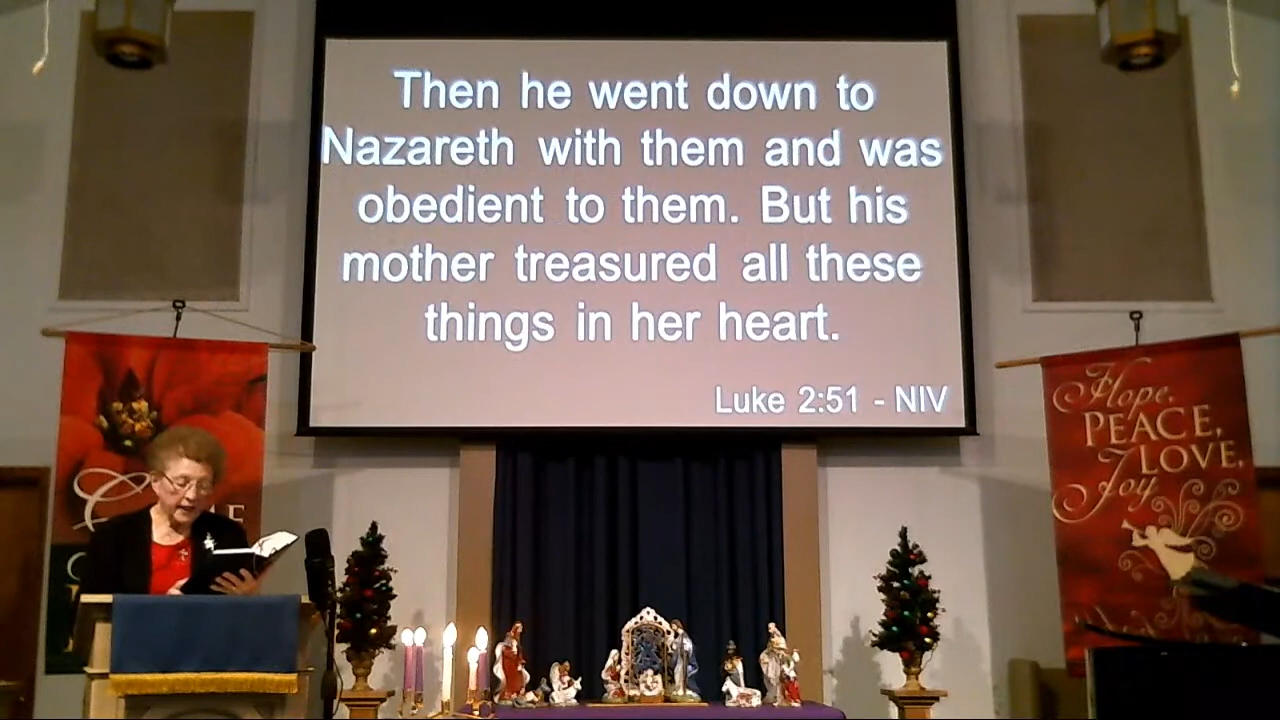 Then he went down to
Nazareth with them and was
obedient to them. But his
mother treasured all these
things in her heart.
Luke 2:51 - NIV
Hope,
PEACE,
LOVE,
Joy